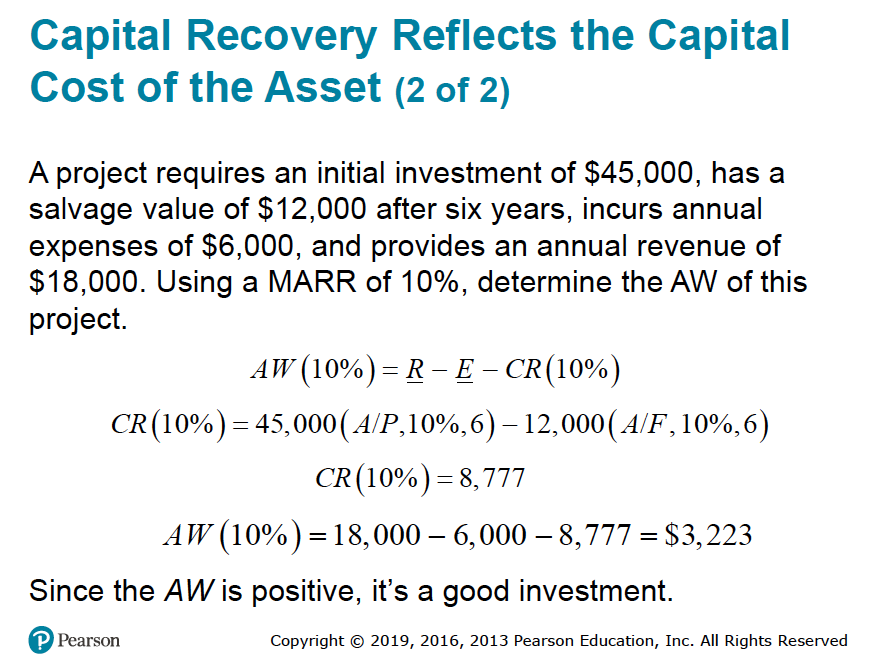 Capital Recovery Reflects the Capital
Cost of the Asset (2 of 2)
A project requires an initial investment of $45,000, has a
salvage value of $12,000 after six years, incurs annual
expenses of $6,000, and provides an annual revenue of
$18,000. Using a MARR of 10%, determine the AW of this
project.
AW (10%) = R – E – CR(10%)
CR(10%) = 45,000(A/P,10%,6) – 12,000(A/F,10%,6)
CR(10%) = 8,777
AW (10%) = 18,000 – 6,000 – 8,777 = $3,223
Since the AW is positive, it’s a good investment.
P Pearson
Copyright © 2019, 2016, 2013 Pearson Education, Inc. All Rights Reserved